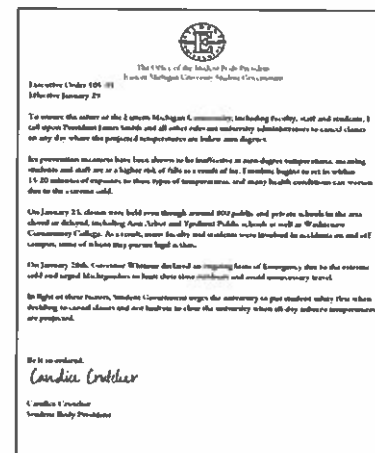 E
The Office of the Student Body President
Eastern Michigan University Student Government
Executive Order 105
Effective January 29
To ensure the safety of the Eastern Michigan including faculty, staff and students, I
call upon President James Smith and all other relevant university administrators to cancel classes
on any day where the projected temperatures are below zero degrees.
Ice prevention measures have been shown to be ineffective at zero-degree temperatures, meaning
students and staff are at a higher risk of falls as a result of ice. Frostbite begins to set in within
15-20 minutes of exposure to these types of temperatures, and many health conditions can worsen
due to the extreme cold.
On January 25, classes were held even though around 800 public and private schools in the area
closed or delayed, including Ann Arbor and Ypsilanti Public schools as well as Washtenaw
Community College. As a result, many faculty and students were involved in accidents on and off
campus, some of whom may pursue legal action.
On January 28th, Governor Whitmer declared an State of Emergency due to the extreme
cold and urged Michiganders to limit their time outdoors and avoid unnecessary travel.
In light of these factors, Student Government urges the university to put student safety first when
deciding to cancel classes and not hesitate to close the university when all-day subzero temperatures
are projected.
Be it so ordered.
Candice Crutcher
Candice Crutcher
Student Body President